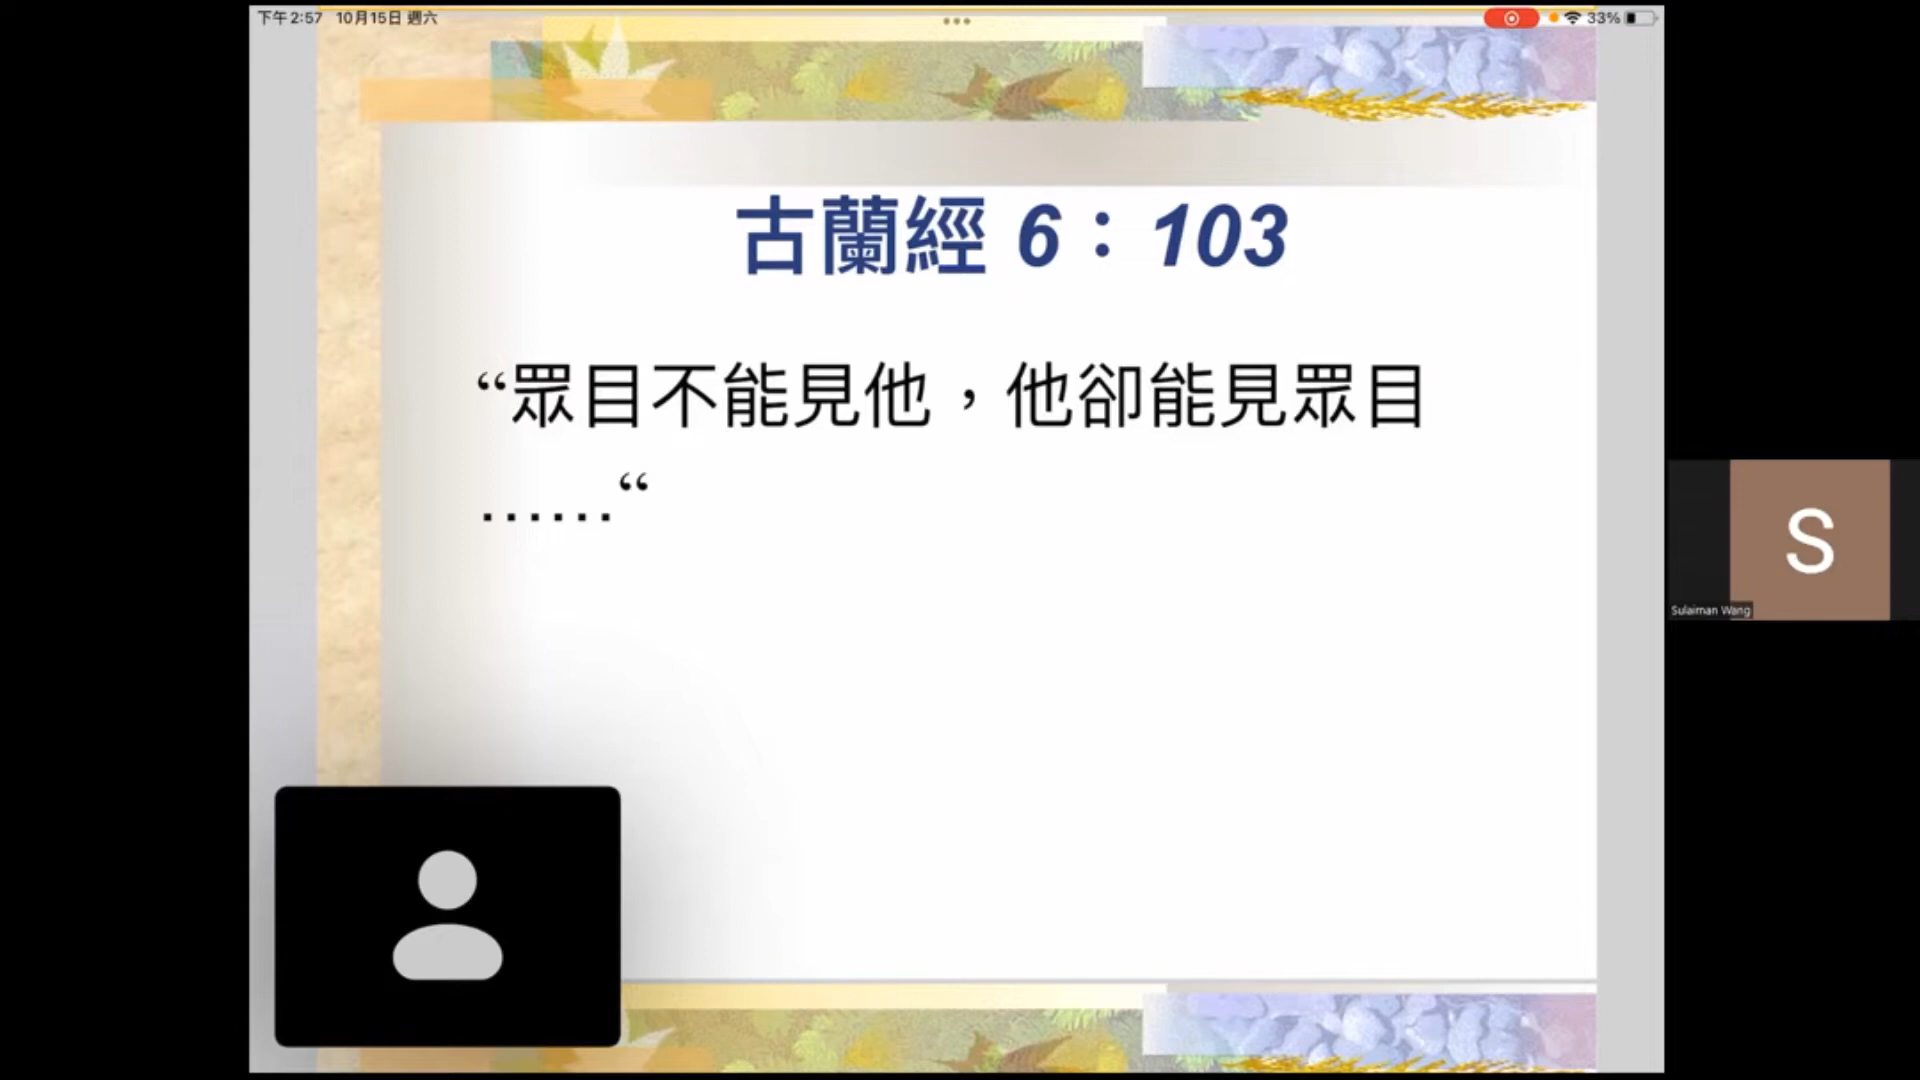 下午2:57 10月15日 週六
33%
古蘭經 6：103
“眾目不能見他，他卻能見眾目
……“
S
Sulaiman Wang